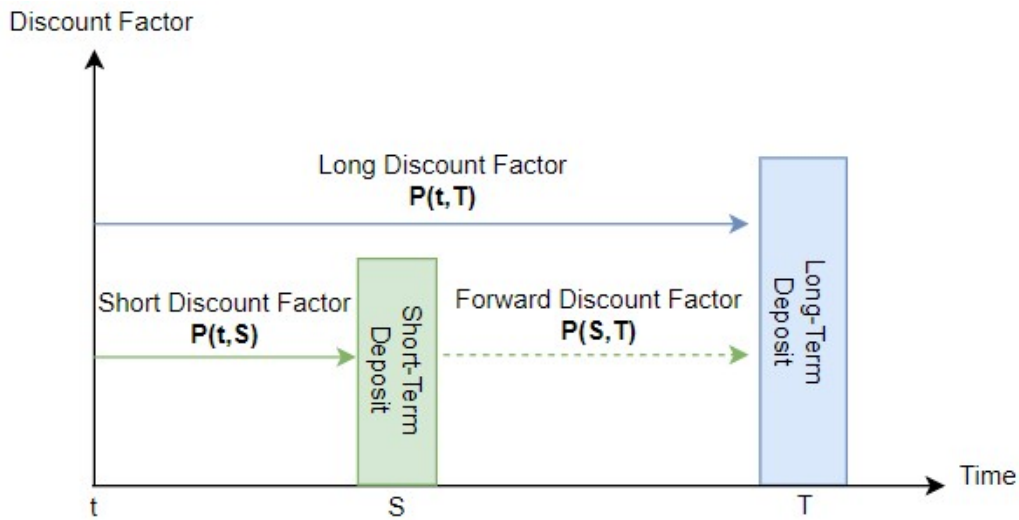 Discount Factor
Long Discount Factor
P(t,T)
Short Discount Factor
P(t,S)
Short-Term
Deposit
Forward Discount Factor
P(S,T)
Long-Term
Deposit
Time
t
S
T